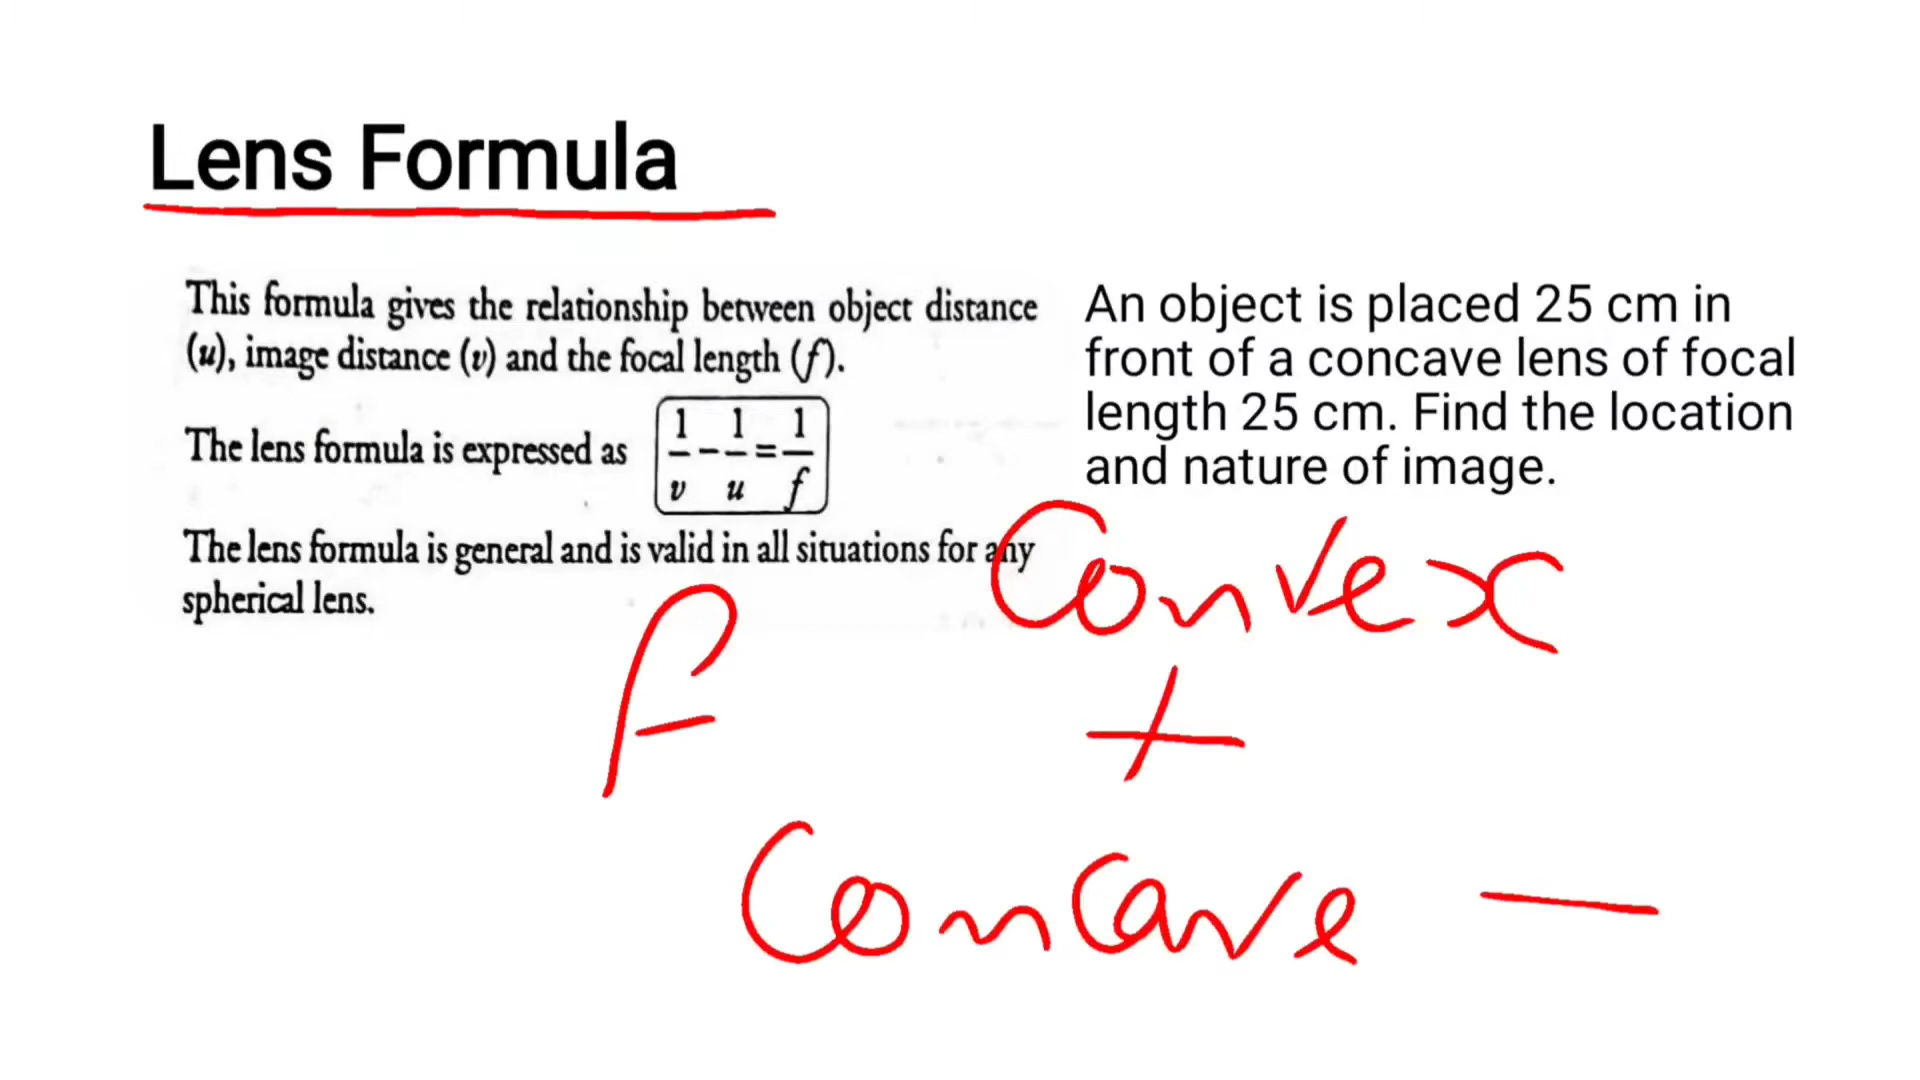 Lens Formula
This formula gives the relationship between object distance
(u), image distance (v) and the focal length (f).
The lens formula is expressed as 1/v - 1/u = 1/f
The lens formula is general and is valid in all situations for any
spherical lens.
An object is placed 25 cm in
front of a concave lens of focal
length 25 cm. Find the location
and nature of image.
f
Convex
+
Concave —